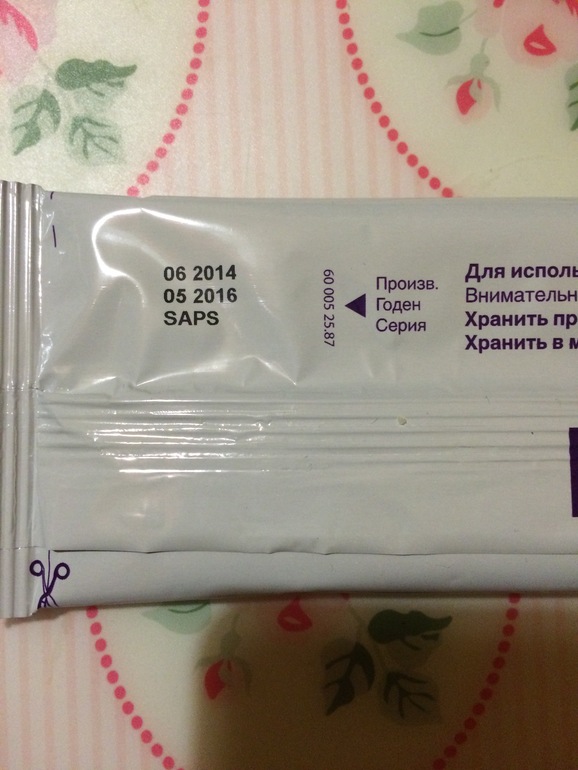 06 2014
05 2016
SAPS
60 005 25.87
Произв.
Годен
Серия
Для исполь
Внимательн
Хранить пр
Хранить в м